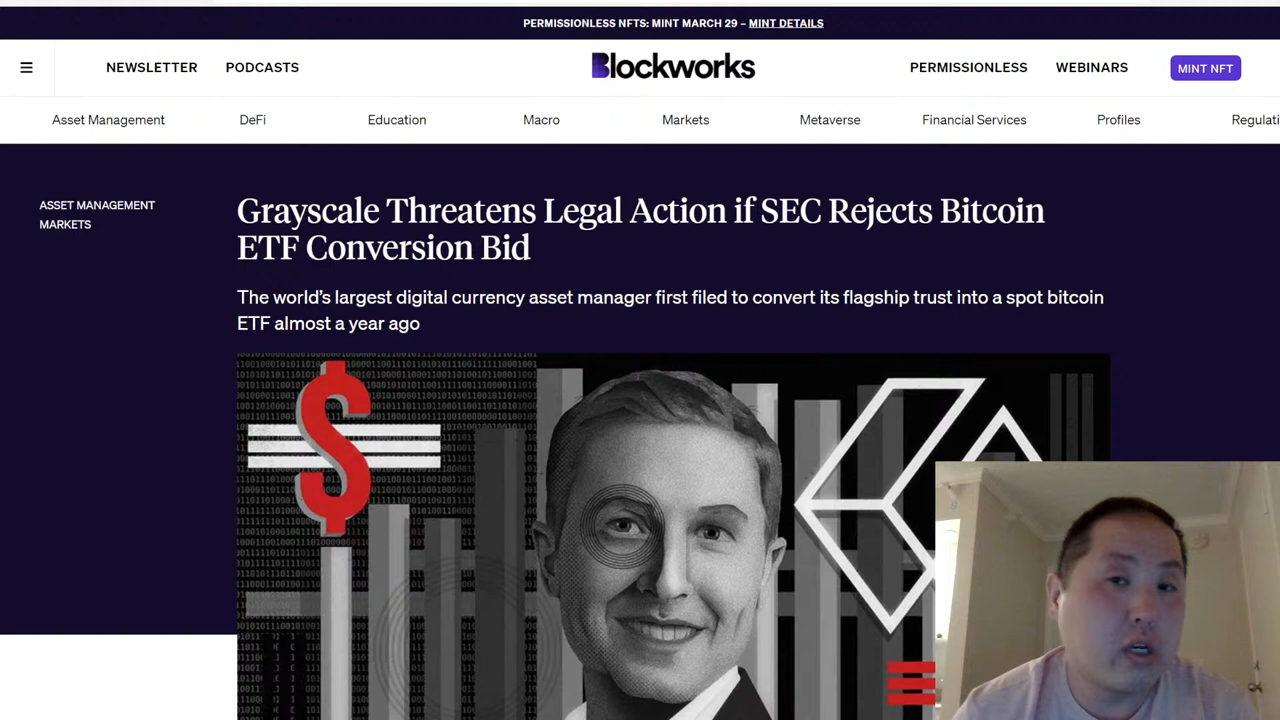 PERMISSIONLESS NFTS: MINT MARCH 29 – MINT DETAILS
NEWSLETTER PODCASTS Blockworks PERMISSIONLESS WEBINARS MINT NFT
Asset Management DeFi Education Macro Markets Metaverse Financial Services Profiles Regulati
ASSET MANAGEMENT
MARKETS
Grayscale Threatens Legal Action if SEC Rejects Bitcoin
ETF Conversion Bid
The world's largest digital currency asset manager first filed to convert its flagship trust into a spot bitcoin
ETF almost a year ago
$